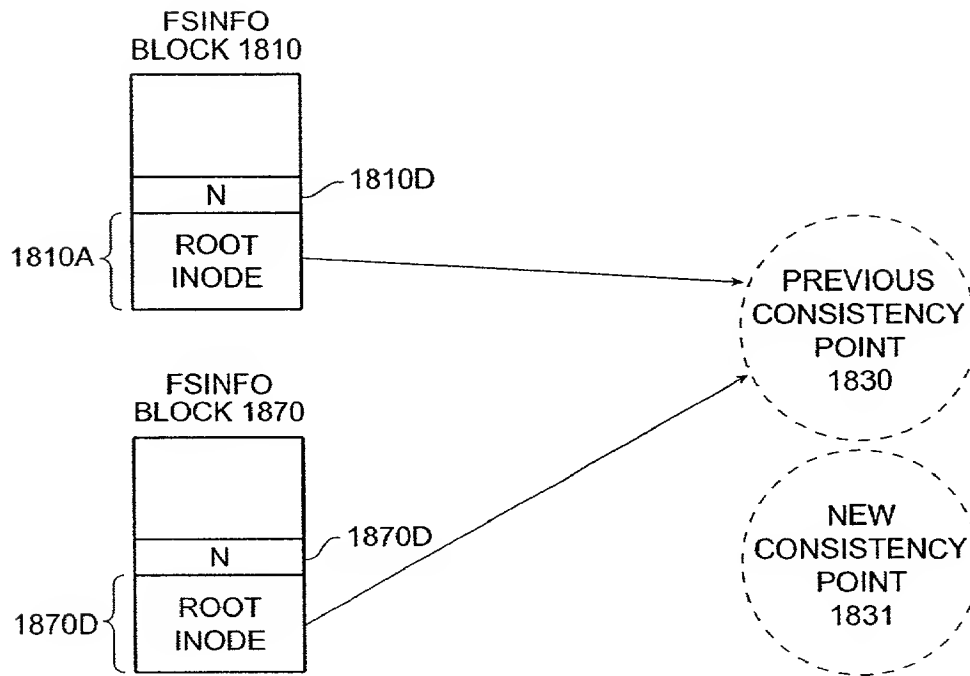 FSINFO
BLOCK 1810
N
1810D
1810A
ROOT
INODE
PREVIOUS
CONSISTENCY
POINT
1830
FSINFO
BLOCK 1870
N
1870D
1870D
ROOT
INODE
NEW
CONSISTENCY
POINT
1831